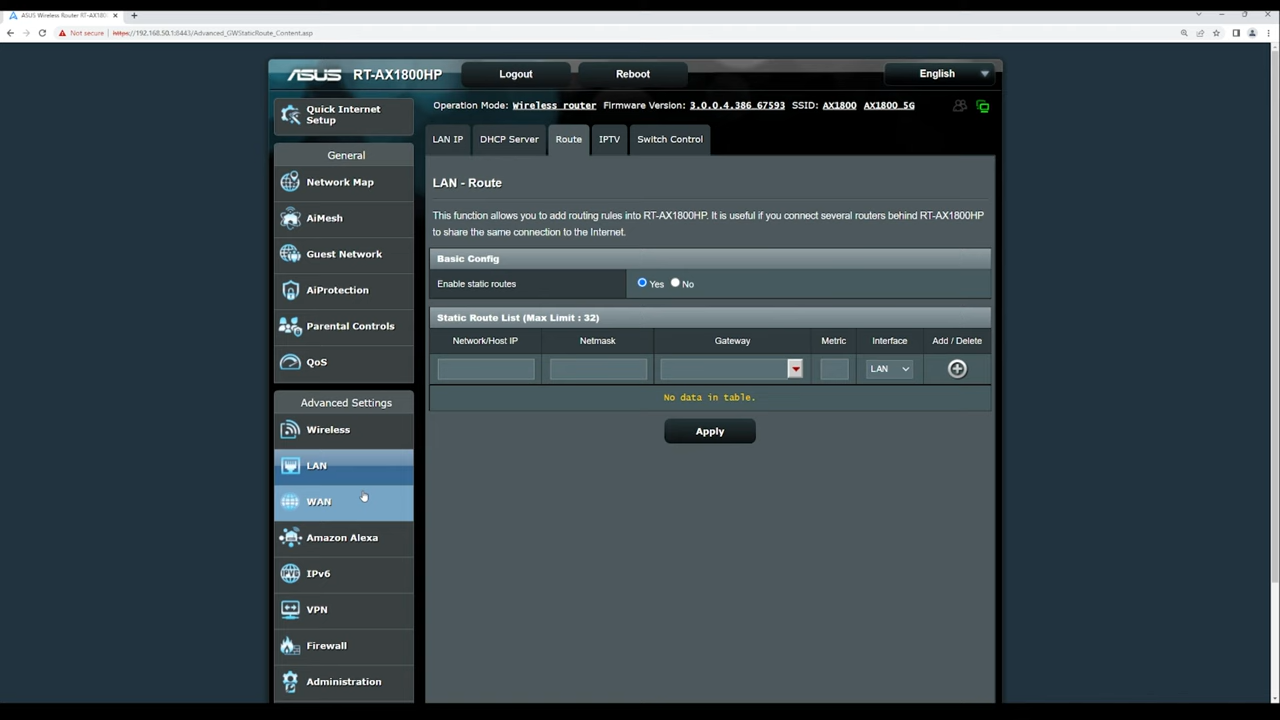 ASUS Wireless Router RT-AX180
Not secure https://192.168.50.1:8443/Advanced_GWStaticRoute_Content.asp
ASUS RT-AX1800HP Logout Reboot English
Quick Internet Setup
Operation Mode: Wireless router Firmware Version: 3.0.0.4.386_67593 SSID: AX1800 AX1800_5G
LAN IP DHCP Server Route IPTV Switch Control
General
Network Map
AiMesh
Guest Network
AiProtection
Parental Controls
QoS
Advanced Settings
Wireless
LAN
WAN
Amazon Alexa
IPv6
VPN
Firewall
Administration
LAN - Route
This function allows you to add routing rules into RT-AX1800HP. It is useful if you connect several routers behind RT-AX1800HP
to share the same connection to the Internet.
Basic Config
Enable static routes Yes No
Static Route List (Max Limit : 32)
Network/Host IP Netmask Gateway Metric Interface Add / Delete
LAN
No data in table.
Apply